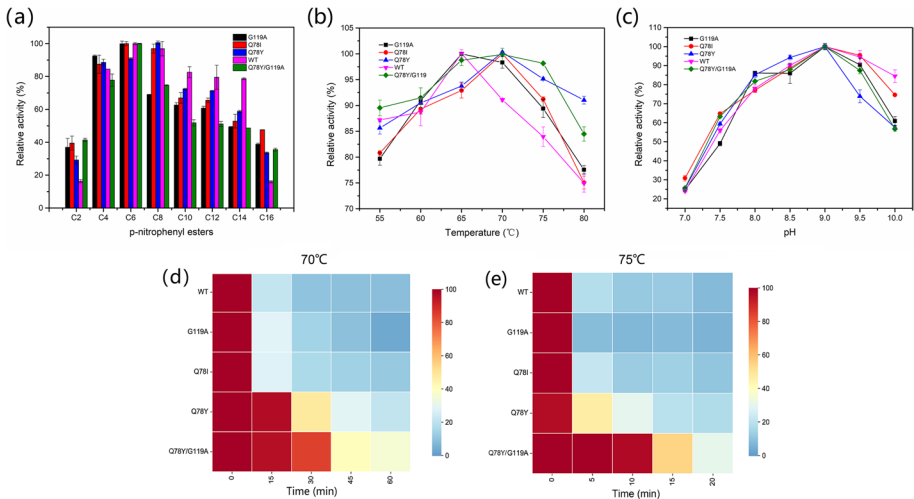 (a)
G119A
Q78I
Q78Y
WT
Q78Y/G119A
100
80
60
40
20
0
Relative activity (%)
C2 C4 C6 C8 C10 C12 C14 C16
p-nitrophenyl esters
(b)
G119A
Q78I
Q78Y
WT
Q78Y/G119
105
100
95
90
85
80
75
70
Relative activity (%)
55 60 65 70 75 80
Temperature (℃)
(c)
G119A
Q78I
Q78Y
WT
Q78Y/G119A
110
100
90
80
70
60
50
40
30
20
Relative activity (%)
7.0 7.5 8.0 8.5 9.0 9.5 10.0
pH
(d)
70℃
WT
G119A
Q78I
Q78Y
Q78Y/G119A
0 15 30 45 60
Time (min)
100
80
60
40
20
0
(e)
75℃
WT
G119A
Q78I
Q78Y
Q78Y/G119A
0 5 10 15 20
Time (min)
100
80
60
40
20
0